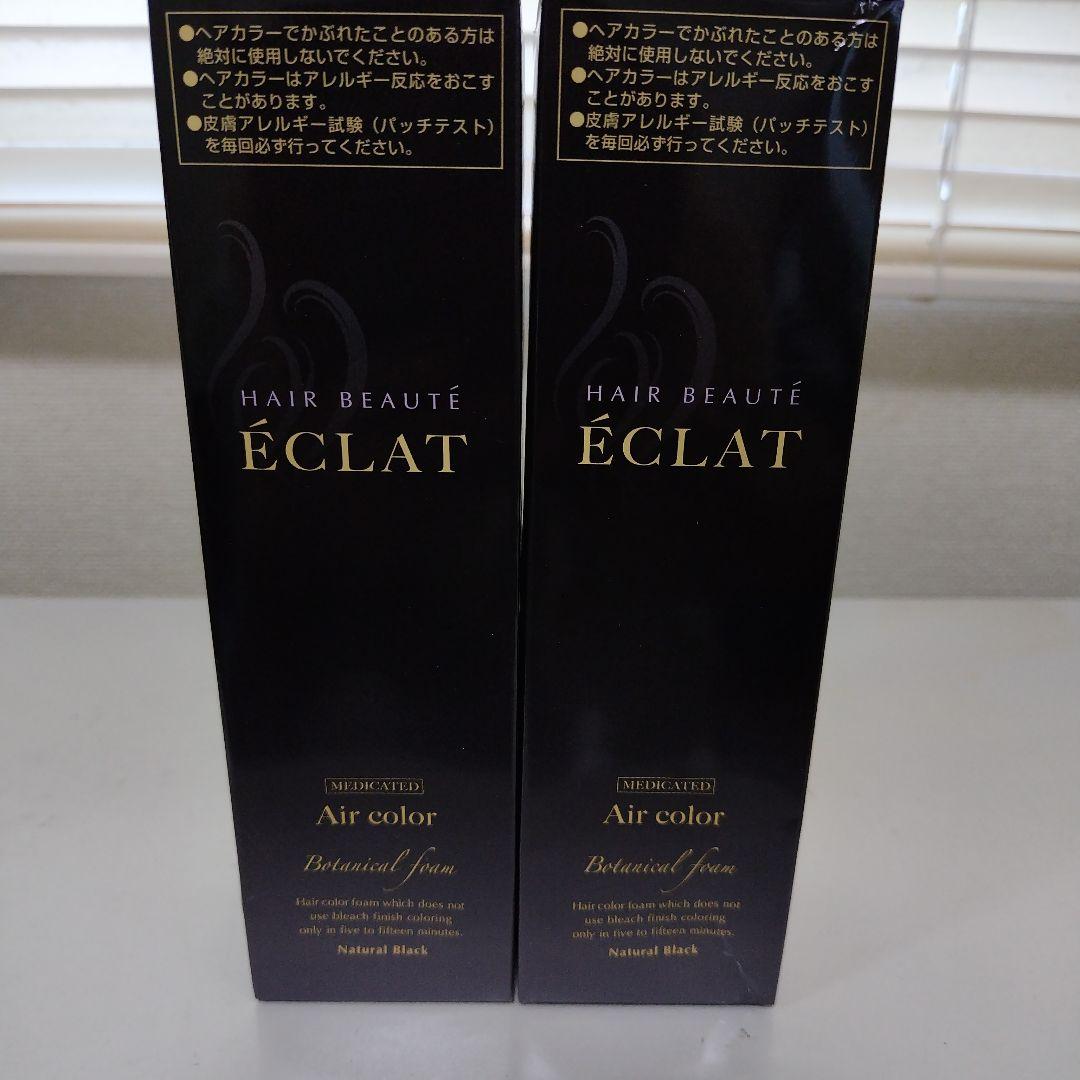 ●ヘアカラーでかぶれたことのある方は
絶対に使用しないでください。
●ヘアカラーはアレルギー反応をおこす
ことがあります。
●皮膚アレルギー試験（パッチテスト）
を毎回必ず行ってください。
HAIR BEAUTÉ
ÉCLAT
MEDICATED
Air color
Botanical foam
Hair color foam which does not
use bleach finish coloring
only in five to fifteen minutes.
Natural Black
●ヘアカラーでかぶれたことのある方は
絶対に使用しないでください。
●ヘアカラーはアレルギー反応をおこす
ことがあります。
●皮膚アレルギー試験（パッチテスト）
を毎回必ず行ってください。
HAIR BEAUTÉ
ÉCLAT
MEDICATED
Air color
Botanical foam
Hair color foam which does not
use bleach finish coloring
only in five to fifteen minutes.
Natural Black